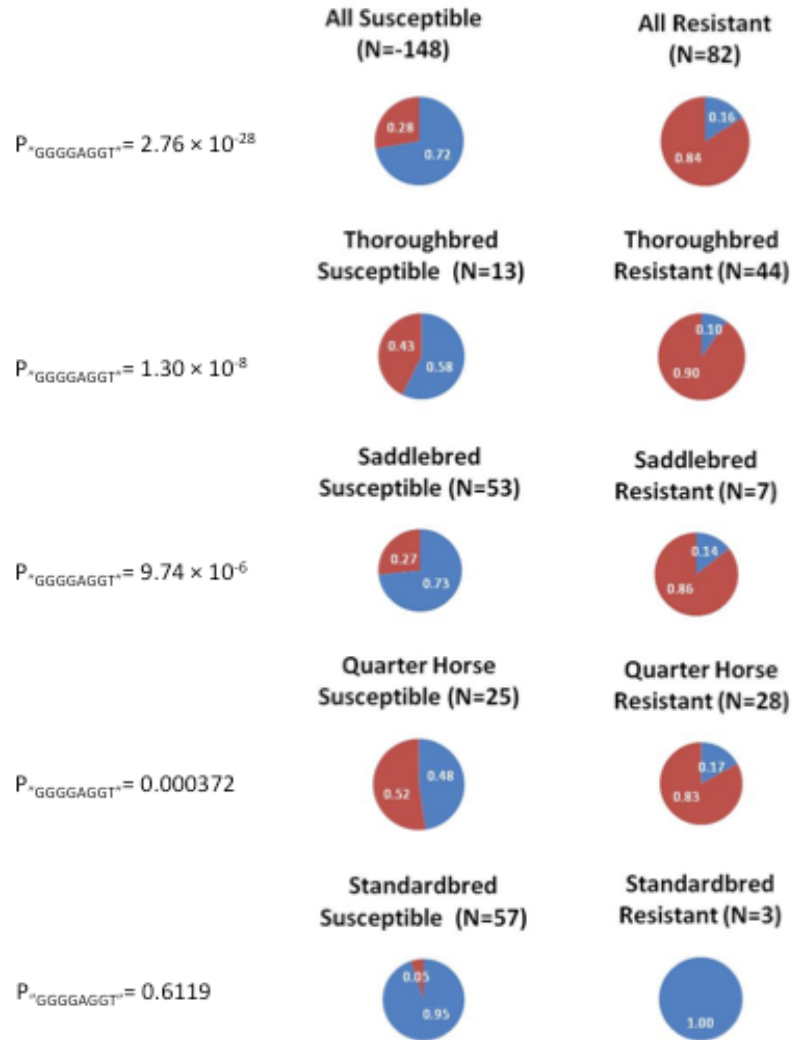 All Susceptible
(N=-148)
All Resistant
(N=82)
P"GGGGAGGT"= 2.76 × 10-28
0.28
0.72
0.16
0.84
Thoroughbred
Susceptible (N=13)
Thoroughbred
Resistant (N=44)
P"GGGGAGGT"= 1.30 × 10-8
0.43
0.58
0.10
0.90
Saddlebred
Susceptible (N=53)
Saddlebred
Resistant (N=7)
P"GGGGAGGT"= 9.74 × 10-6
0.27
0.73
0.14
0.86
Quarter Horse
Susceptible (N=25)
Quarter Horse
Resistant (N=28)
P"GGGGAGGT"= 0.000372
0.52
0.48
0.17
0.83
Standardbred
Susceptible (N=57)
Standardbred
Resistant (N=3)
P"GGGGAGGT"= 0.6119
0.05
0.95
1.00